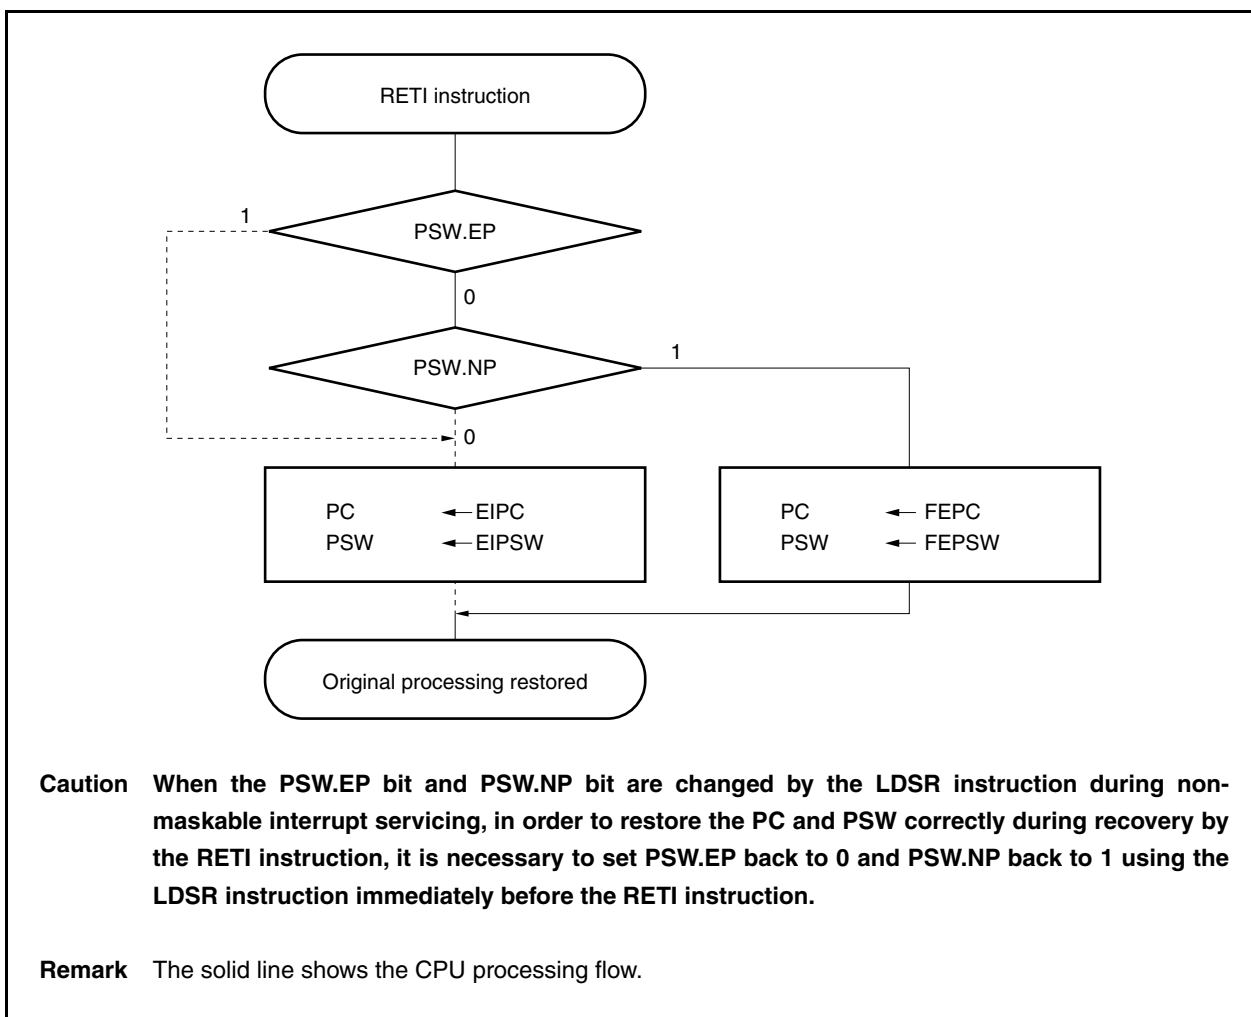 RETI instruction
1
PSW.EP
0
PSW.NP
1
0
PC ← EIPC
PSW ← EIPSW
PC ← FEPC
PSW ← FEPSW
Original processing restored
Caution When the PSW.EP bit and PSW.NP bit are changed by the LDSR instruction during non-
maskable interrupt servicing, in order to restore the PC and PSW correctly during recovery by
the RETI instruction, it is necessary to set PSW.EP back to 0 and PSW.NP back to 1 using the
LDSR instruction immediately before the RETI instruction.
Remark The solid line shows the CPU processing flow.